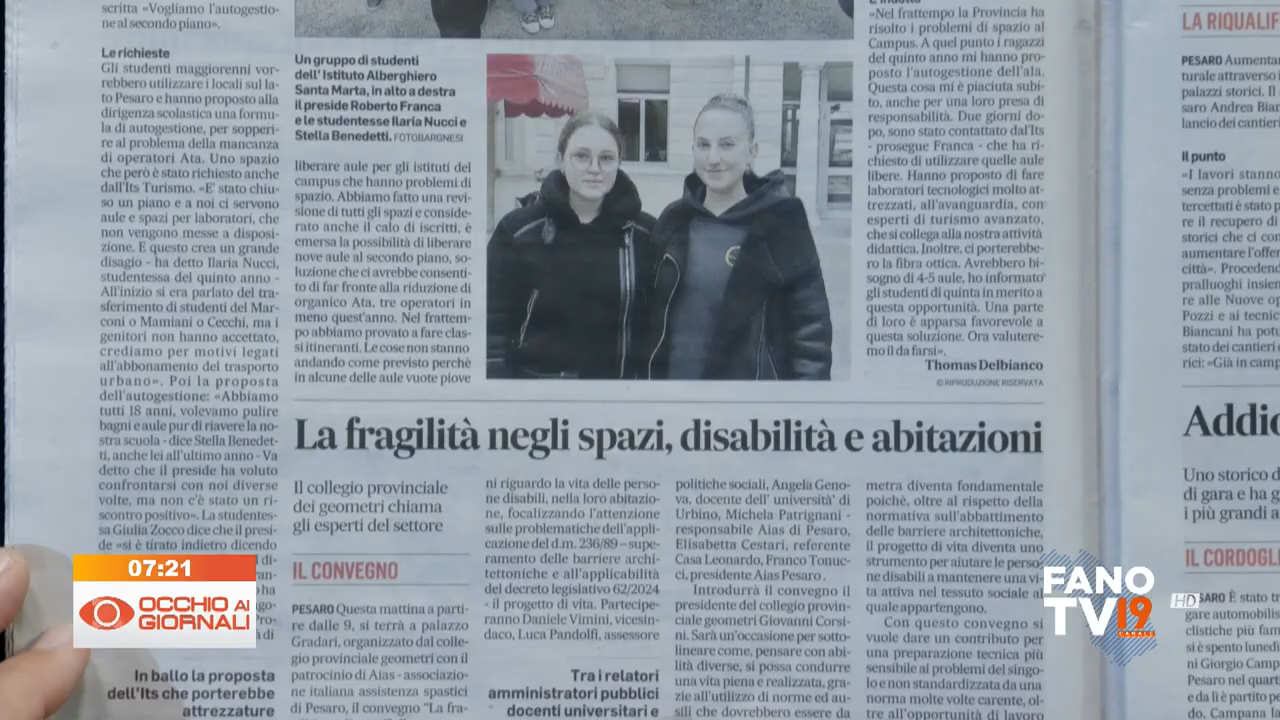 scritta «Vogliamo l'autogestio-
ne al secondo piano».
Le richieste
Gli studenti maggiorenni vor-
rebbero utilizzare i locali sul la-
to Pesaro e hanno proposto alla
dirigenza scolastica una formu-
la di autogestione, per sopperi-
re al problema della mancanza
di operatori Ata. Uno spazio
che però è stato richiesto anche
dall'Its Turismo. «E' stato chiu-
so un piano e a noi ci servono
aule e spazi per laboratori, che
non vengono messe a disposi-
zione. E questo crea un grande
disagio - ha detto Ilaria Nucci,
studentessa del quinto anno -
All'inizio si era parlato del tra-
sferimento di studenti del Mar-
coni o Mamiani o Cecchi, ma i
genitori non hanno accettato,
crediamo per motivi legati
all'abbonamento del trasporto
urbano». Poi la proposta
dell'autogestione: «Abbiamo
tutti 18 anni, volevamo pulire
bagni e aule pur di riavere la no-
stra scuola - dice Stella Benedet-
ti, anche lei all'ultimo anno - Va
detto che il preside ha voluto
confrontarsi con noi diverse
volte, ma non c'è stato un ri-
scontro positivo». La studentes-
sa Giulia Zocco dice che il presi-
de «si è tirato indietro dicendo
In ballo la proposta
dell'Its che porterebbe
attrezzature
Un gruppo di studenti
dell' Istituto Alberghiero
Santa Marta, in alto a destra
il preside Roberto Franca
e le studentesse Ilaria Nucci e
Stella Benedetti. FOTOBARGNESI
liberare aule per gli istituti del
campus che hanno problemi di
spazio. Abbiamo fatto una revi-
sione di tutti gli spazi e conside-
rato anche il calo di iscritti, è
emersa la possibilità di liberare
nove aule al secondo piano, so-
luzione che ci avrebbe consenti-
to di far fronte alla riduzione di
organico Ata, tre operatori in
meno quest'anno. Nel frattem-
po abbiamo provato a fare clas-
si itineranti. Le cose non stanno
andando come previsto perchè
in alcune delle aule vuote piove
«Nel frattempo la Provincia ha
risolto i problemi di spazio al
Campus. A quel punto i ragazzi
del quinto anno mi hanno pro-
posto l'autogestione dell'ala.
Questa cosa mi è piaciuta subi-
to, anche per una loro presa di
responsabilità. Due giorni do-
po, sono stato contattato dall'Its
- prosegue Franca - che ha ri-
chiesto di utilizzare quelle aule
libere. Hanno proposto di fare
laboratori tecnologici molto at-
trezzati, all'avanguardia, con
esperti di turismo avanzato,
che si collega alla nostra attività
didattica. Inoltre, ci porterebbe-
ro la fibra ottica. Avrebbero bi-
sogno di 4-5 aule, ho informato
gli studenti di quinta in merito a
questa opportunità. Una parte
di loro è apparsa favorevole a
questa soluzione. Ora valutere-
mo il da farsi».
Thomas Delbianco
© RIPRODUZIONE RISERVATA
La fragilità negli spazi, disabilità e abitazioni
Il collegio provinciale
dei geometri chiama
gli esperti del settore
IL CONVEGNO
PESARO Questa mattina a parti-
re dalle 9, si terrà a palazzo
Gradari, organizzato dal colle-
gio provinciale geometri con il
patrocinio di Aias - associazio-
ne italiana assistenza spastici
di Pesaro, il convegno "La fra-
ni riguardo la vita delle perso-
ne disabili, nella loro abitazio-
ne, focalizzando l'attenzione
sulle problematiche dell'appli-
cazione del d.m. 236/89 – supe-
ramento delle barriere archi-
tettoniche e all'applicabilità
del decreto legislativo 62/2024
- il progetto di vita. Partecipe-
ranno Daniele Vimini, vicesin-
daco, Luca Pandolfi, assessore
Tra i relatori
amministratori pubblici
docenti universitari e
politiche sociali, Angela Geno-
va, docente dell' università' di
Urbino, Michela Patrignani -
responsabile Aias di Pesaro,
Elisabetta Cestari, referente
Casa Leonardo, Franco Tonuc-
ci, presidente Aias Pesaro .
Introdurrà il convegno il
presidente del collegio provin-
ciale geometri Giovanni Corsi-
ni. Sarà un'occasione per sotto-
lineare come, pensare con abi-
lità diverse, si possa condurre
una vita piena e realizzata, gra-
zie all'utilizzo di norme ed au-
sili che dovrebbero essere da
metra diventa fondamentale
poichè, oltre al rispetto della
normativa sull'abbattimento
delle barriere architettoniche,
il progetto di vita diventa uno
strumento per aiutare le perso-
ne disabili a mantenere una vi-
ta attiva nel tessuto sociale al
quale appartengono.
Con questo convegno si
vuole dare un contributo per
una preparazione tecnica più
sensibile ai problemi del singo-
lo e non standardizzata da una
norma molte volte carente, ol-
tre all'opportunità di lavoro
LA RIQUALIF
PESARO Aumentar
turale attraverso
palazzi storici. Il
saro Andrea Bian
lancio dei cantieri
Il punto
«I lavori stanno
senza problemi e
tercettati è stato p
re il recupero di
storici che ci con
aumentare l'offer
città». Procedend
pralluoghi insien
re alle Nuove op
Pozzi e ai tecnic
Biancani ha potu
stato dei cantieri
rici: «Già in camp
Addio
Uno storico d
di gara e ha g
i più grandi a
IL CORDOGLI
SARO È stato tr
gare automobilis
clistiche più fam
si è spento lunedì
ni Giorgio Camp
Pesaro nel quart
e da lì è partito pe
do. Campana la
07:21
OCCHIO AI
GIORNALI
FANO
TV19
CANALE
HD